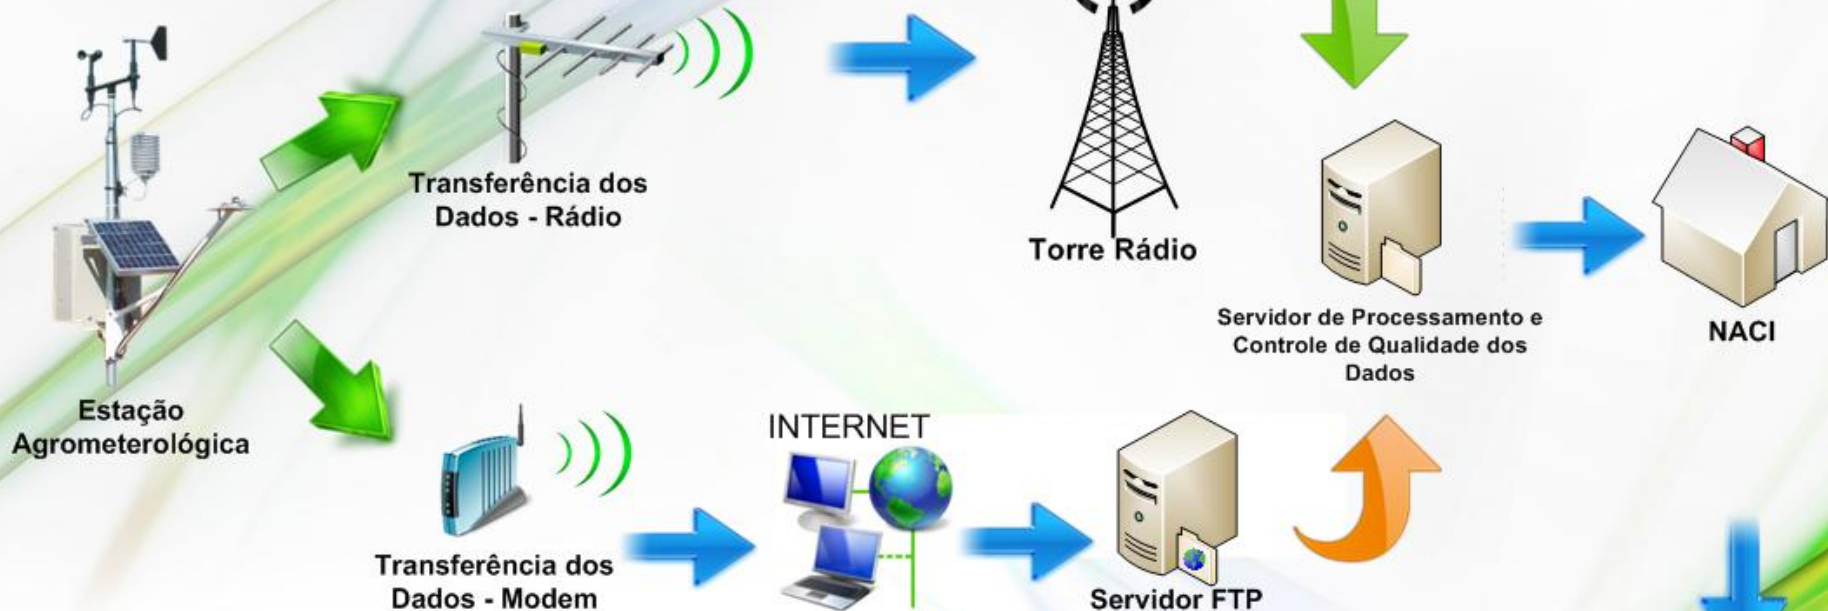 Transferência dos
Dados - Rádio
Torre Rádio
Servidor de Processamento e
Controle de Qualidade dos
Dados
NACI
Estação
Agrometerológica
INTERNET
Transferência dos
Dados - Modem
Servidor FTP